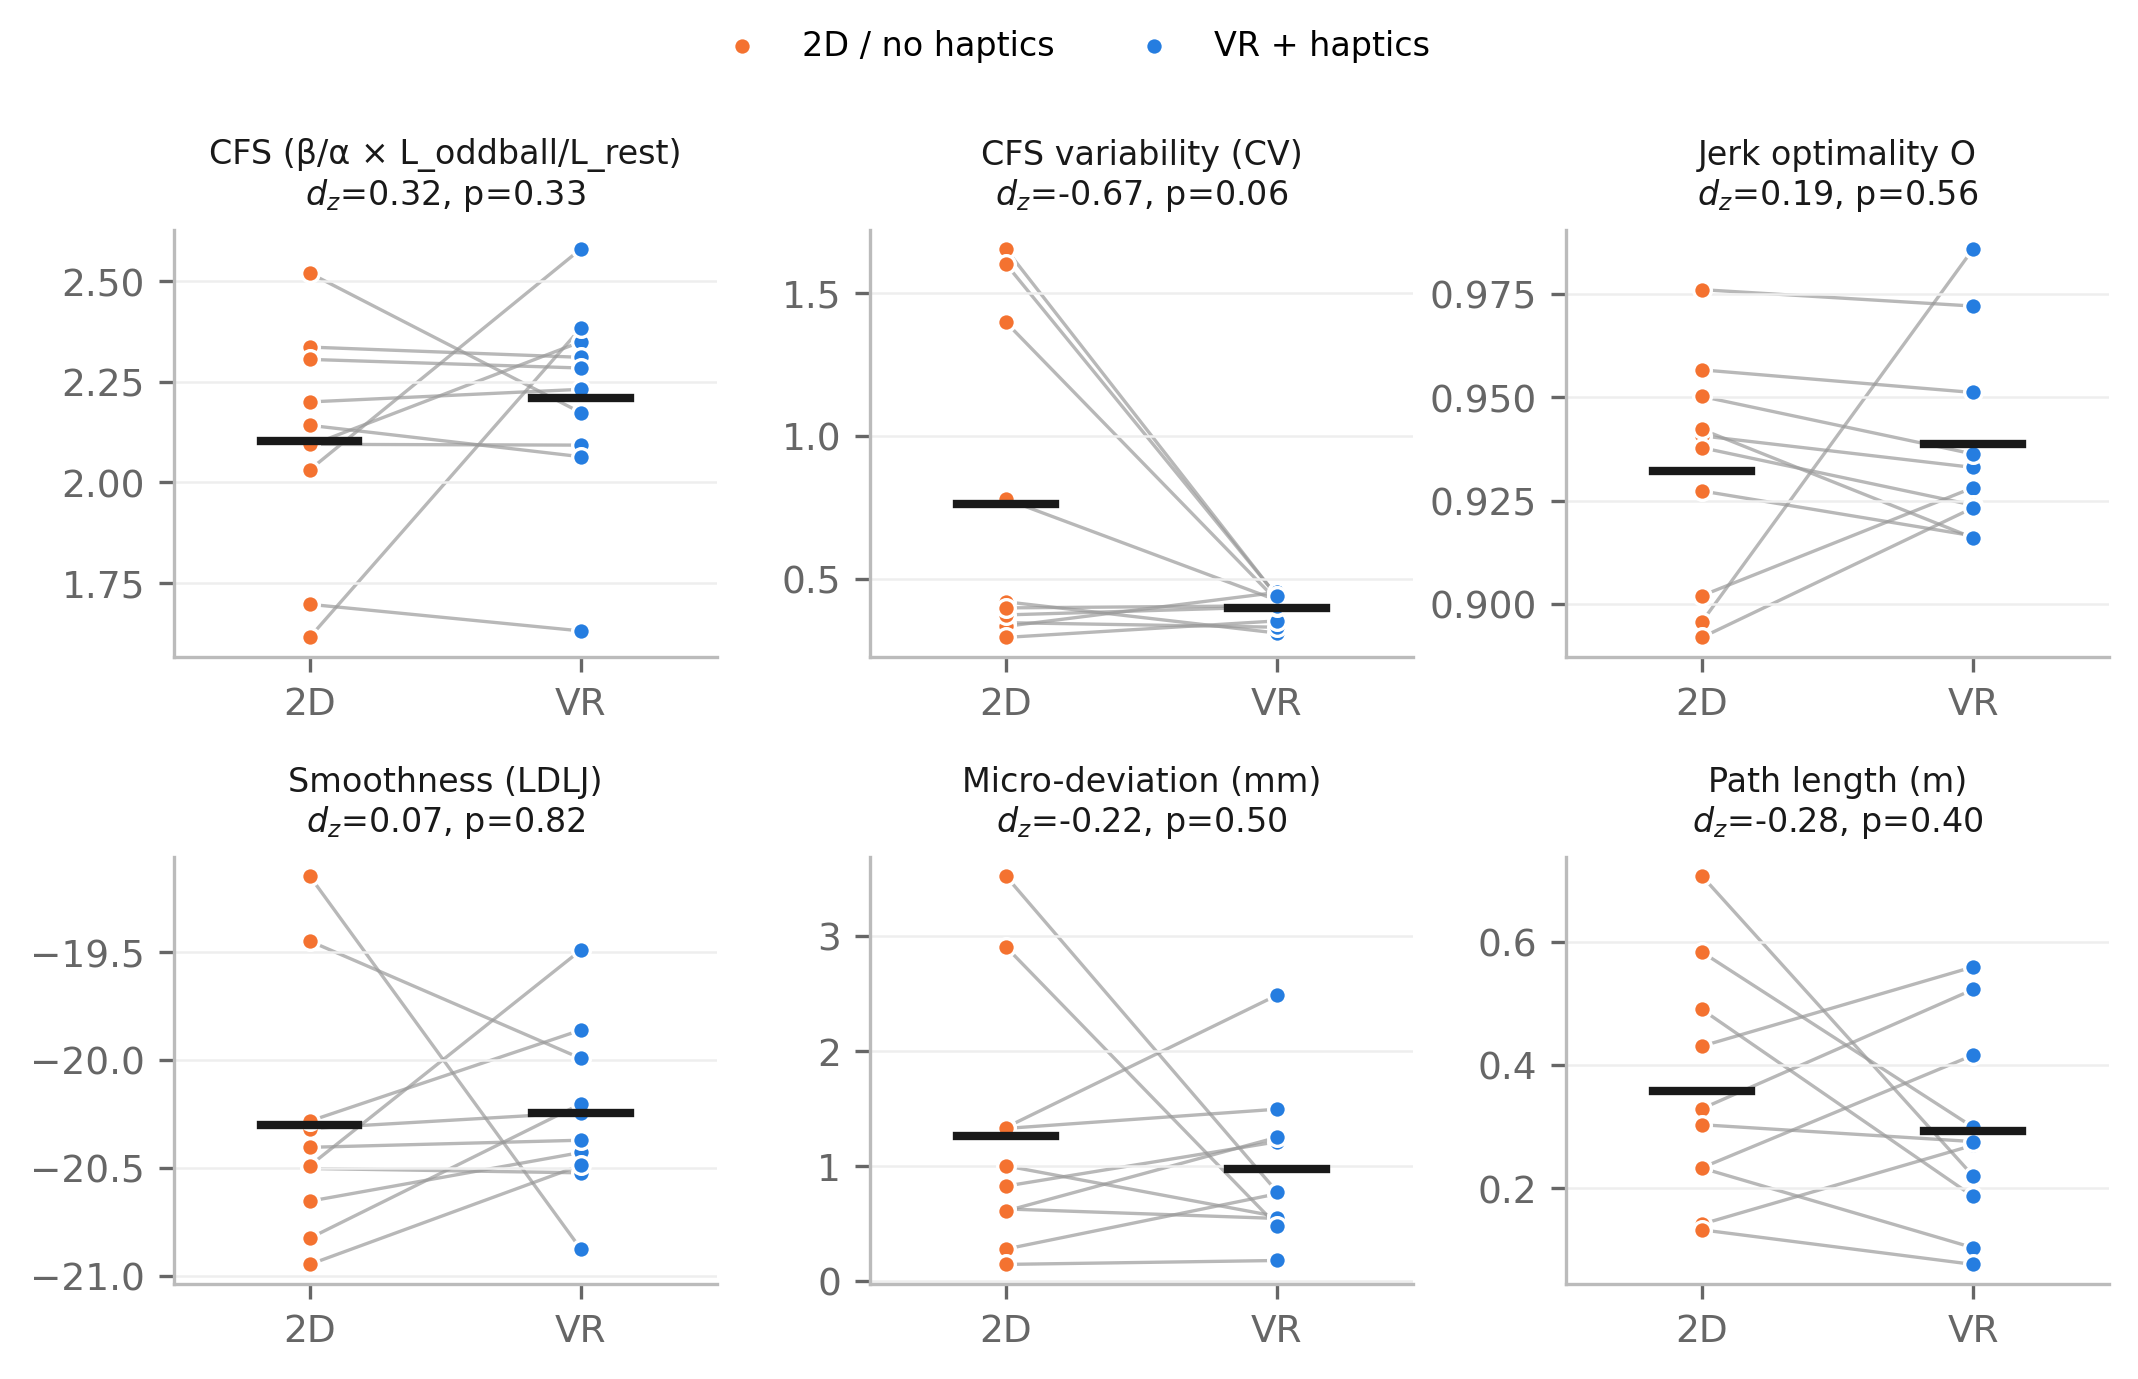 2D / no haptics VR + haptics
CFS (β/α × L_oddball/L_rest)
d_z=0.32, p=0.33
2.50
2.25
2.00
1.75
2D VR
CFS variability (CV)
d_z=-0.67, p=0.06
1.5
1.0
0.5
2D VR
Jerk optimality O
d_z=0.19, p=0.56
0.975
0.950
0.925
0.900
2D VR
Smoothness (LDLJ)
d_z=0.07, p=0.82
−19.5
−20.0
−20.5
−21.0
2D VR
Micro-deviation (mm)
d_z=-0.22, p=0.50
3
2
1
0
2D VR
Path length (m)
d_z=-0.28, p=0.40
0.6
0.4
0.2
2D VR